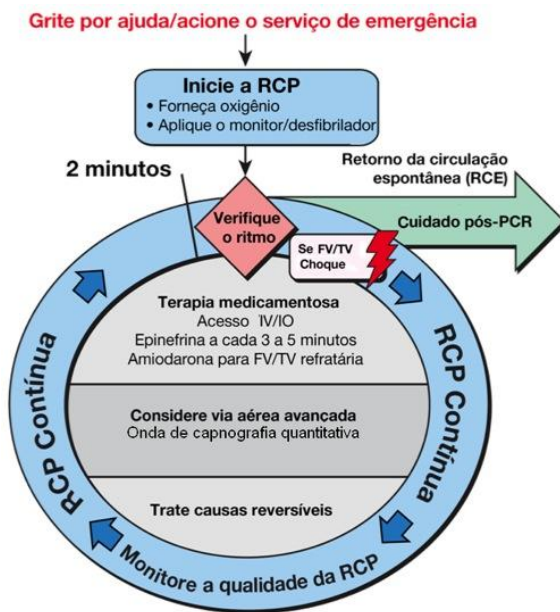 Grite por ajuda/acione o serviço de emergência
Inicie a RCP
• Forneça oxigênio
• Aplique o monitor/desfibrilador
2 minutos
Retorno da circulação
espontânea (RCE)
Verifique
o ritmo
Cuidado pós-PCR
Se FV/TV
Choque
Terapia medicamentosa
Acesso IV/IO
Epinefrina a cada 3 a 5 minutos
Amiodarona para FV/TV refratária
RCP Contínua
RCP Contínua
Considere via aérea avançada
Onda de capnografia quantitativa
Trate causas reversíveis
Monitore a qualidade da RCP